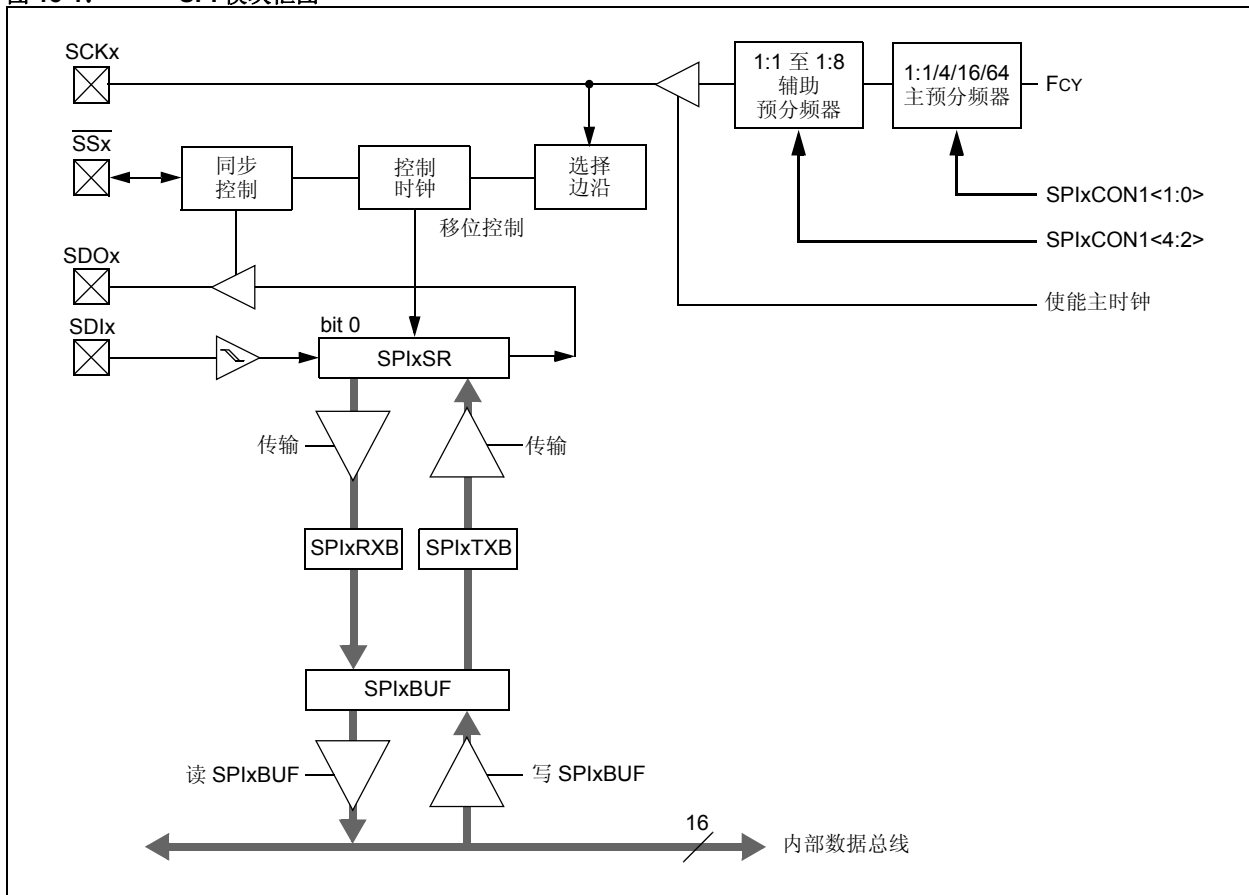 SCKx
1:1 至 1:8
辅助
预分频器
1:1/4/16/64
主预分频器
FCY
SSx
同步
控制
控制
时钟
选择
边沿
移位控制
SPIxCON1<1:0>
SPIxCON1<4:2>
使能主时钟
SDOx
SDIx
bit 0
SPIxSR
传输
传输
SPIxRXB
SPIxTXB
SPIxBUF
读 SPIxBUF
写 SPIxBUF
16
内部数据总线